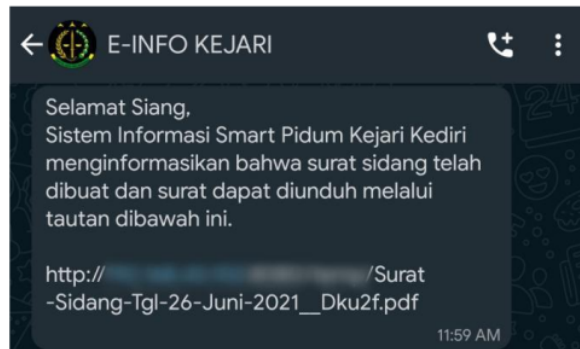 E-INFO KEJARI
Selamat Siang,
Sistem Informasi Smart Pidum Kejari Kediri
menginformasikan bahwa surat sidang telah
dibuat dan surat dapat diunduh melalui
tautan dibawah ini.
http:// /Surat
-Sidang-Tgl-26-Juni-2021__Dku2f.pdf
11:59 AM